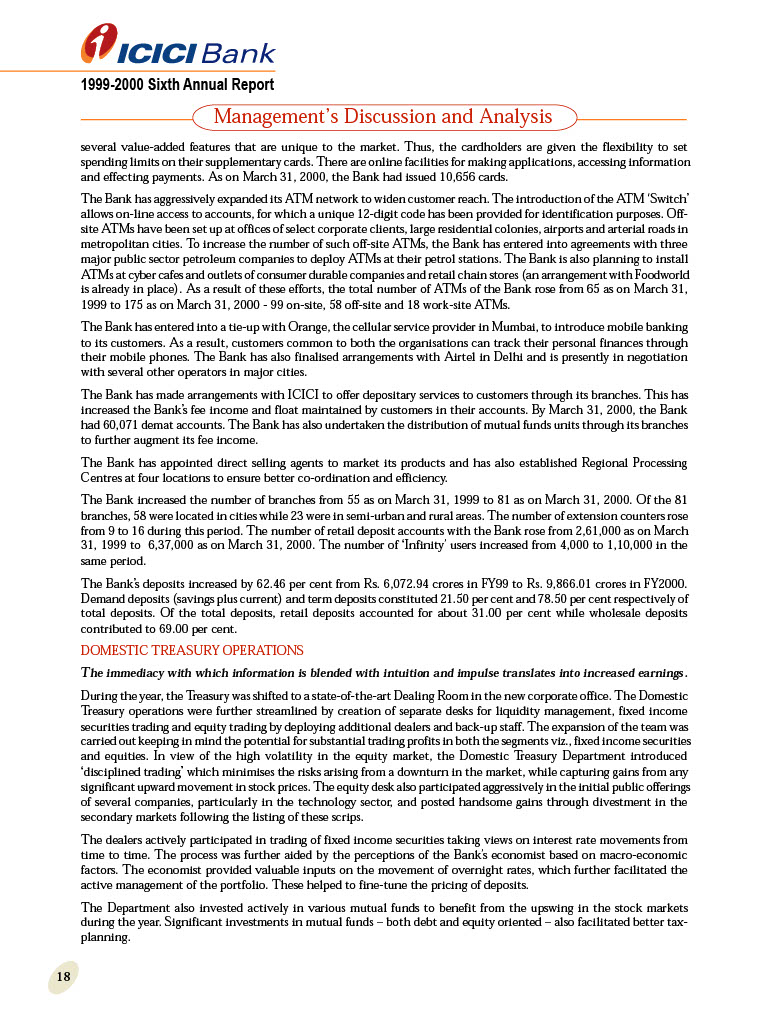 i ICICI Bank
1999-2000 Sixth Annual Report
Management's Discussion and Analysis
several value-added features that are unique to the market. Thus, the cardholders are given the flexibility to set
spending limits on their supplementary cards. There are online facilities for making applications, accessing information
and effecting payments. As on March 31, 2000, the Bank had issued 10,656 cards.
The Bank has aggressively expanded its ATM network to widen customer reach. The introduction of the ATM 'Switch'
allows on-line access to accounts, for which a unique 12-digit code has been provided for identification purposes. Off-
site ATMs have been set up at offices of select corporate clients, large residential colonies, airports and arterial roads in
metropolitan cities. To increase the number of such off-site ATMs, the Bank has entered into agreements with three
major public sector petroleum companies to deploy ATMs at their petrol stations. The Bank is also planning to install
ATMs at cyber cafes and outlets of consumer durable companies and retail chain stores (an arrangement with Foodworld
is already in place). As a result of these efforts, the total number of ATMs of the Bank rose from 65 as on March 31,
1999 to 175 as on March 31, 2000 - 99 on-site, 58 off-site and 18 work-site ATMs.
The Bank has entered into a tie-up with Orange, the cellular service provider in Mumbai, to introduce mobile banking
to its customers. As a result, customers common to both the organisations can track their personal finances through
their mobile phones. The Bank has also finalised arrangements with Airtel in Delhi and is presently in negotiation
with several other operators in major cities.
The Bank has made arrangements with ICICI to offer depositary services to customers through its branches. This has
increased the Bank's fee income and float maintained by customers in their accounts. By March 31, 2000, the Bank
had 60,071 demat accounts. The Bank has also undertaken the distribution of mutual funds units through its branches
to further augment its fee income.
The Bank has appointed direct selling agents to market its products and has also established Regional Processing
Centres at four locations to ensure better co-ordination and efficiency.
The Bank increased the number of branches from 55 as on March 31, 1999 to 81 as on March 31, 2000. Of the 81
branches, 58 were located in cities while 23 were in semi-urban and rural areas. The number of extension counters rose
from 9 to 16 during this period. The number of retail deposit accounts with the Bank rose from 2,61,000 as on March
31, 1999 to 6,37,000 as on March 31, 2000. The number of 'Infinity' users increased from 4,000 to 1,10,000 in the
same period.
The Bank's deposits increased by 62.46 per cent from Rs. 6,072.94 crores in FY99 to Rs. 9,866.01 crores in FY2000.
Demand deposits (savings plus current) and term deposits constituted 21.50 per cent and 78.50 per cent respectively of
total deposits. Of the total deposits, retail deposits accounted for about 31.00 per cent while wholesale deposits
contributed to 69.00 per cent.
DOMESTIC TREASURY OPERATIONS
The immediacy with which information is blended with intuition and impulse translates into increased earnings.
During the year, the Treasury was shifted to a state-of-the-art Dealing Room in the new corporate office. The Domestic
Treasury operations were further streamlined by creation of separate desks for liquidity management, fixed income
securities trading and equity trading by deploying additional dealers and back-up staff. The expansion of the team was
carried out keeping in mind the potential for substantial trading profits in both the segments viz., fixed income securities
and equities. In view of the high volatility in the equity market, the Domestic Treasury Department introduced
'disciplined trading' which minimises the risks arising from a downturn in the market, while capturing gains from any
significant upward movement in stock prices. The equity desk also participated aggressively in the initial public offerings
of several companies, particularly in the technology sector, and posted handsome gains through divestment in the
secondary markets following the listing of these scrips.
The dealers actively participated in trading of fixed income securities taking views on interest rate movements from
time to time. The process was further aided by the perceptions of the Bank's economist based on macro-economic
factors. The economist provided valuable inputs on the movement of overnight rates, which further facilitated the
active management of the portfolio. These helped to fine-tune the pricing of deposits.
The Department also invested actively in various mutual funds to benefit from the upswing in the stock markets
during the year. Significant investments in mutual funds – both debt and equity oriented – also facilitated better tax-
planning.
18